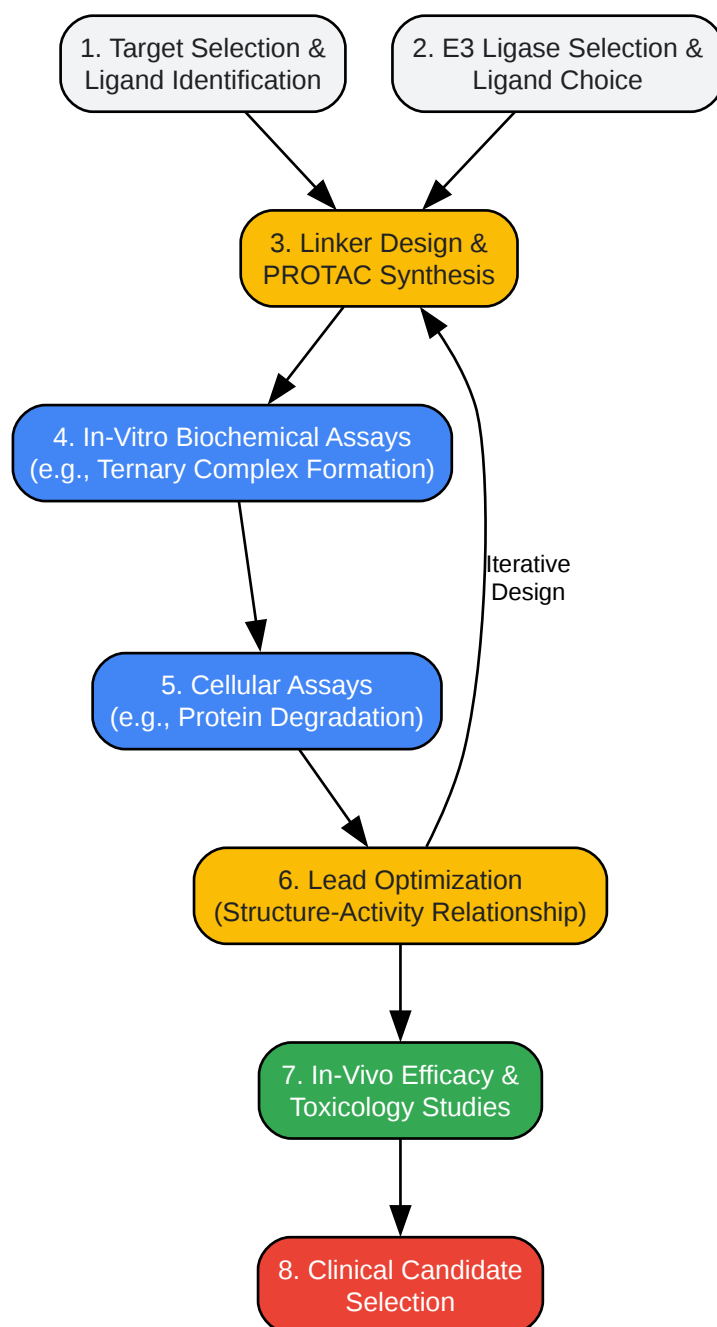 1. Target Selection &
Ligand Identification
2. E3 Ligase Selection &
Ligand Choice
3. Linker Design &
PROTAC Synthesis
4. In-Vitro Biochemical Assays
(e.g., Ternary Complex Formation)
Iterative
Design
5. Cellular Assays
(e.g., Protein Degradation)
6. Lead Optimization
(Structure-Activity Relationship)
7. In-Vivo Efficacy &
Toxicology Studies
8. Clinical Candidate
Selection